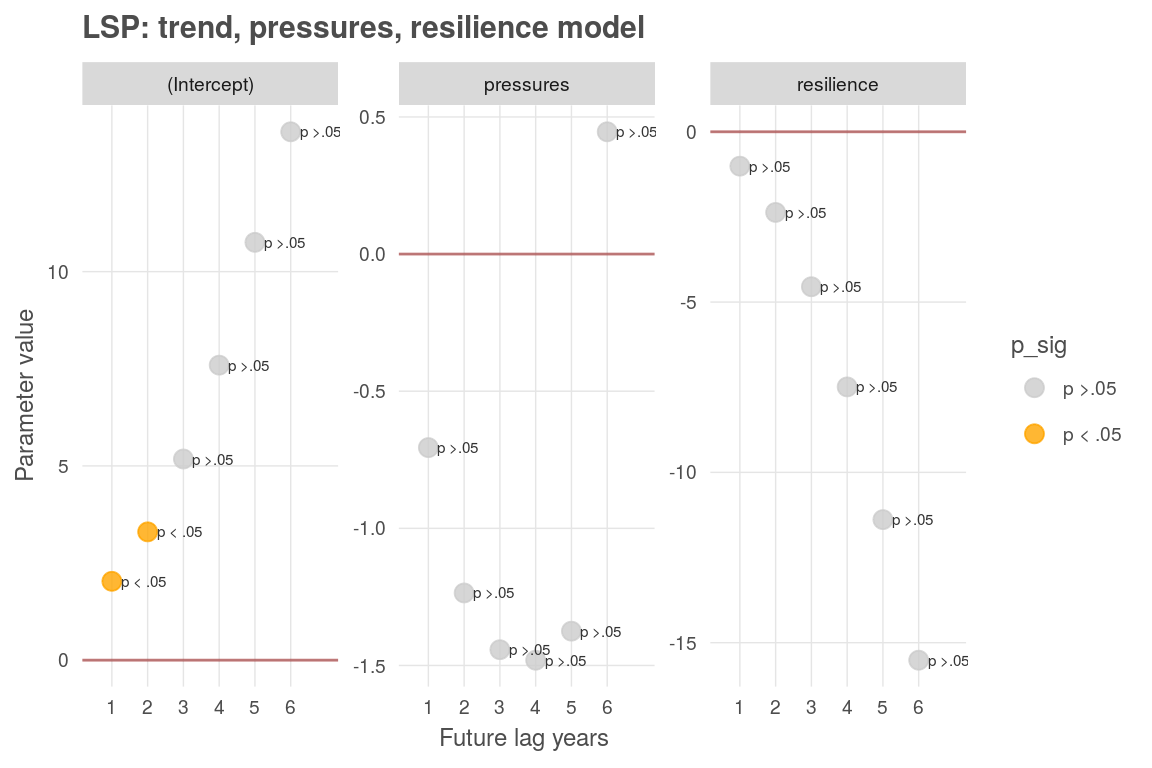 LSP: trend, pressures, resilience model
(Intercept)
pressures
resilience
Parameter value
10
5
0
p >.05
p >.05
p >.05
p >.05
p < .05
p < .05
1 2 3 4 5 6
0.5
0.0
-0.5
-1.0
-1.5
p >.05
p >.05
p >.05
p >.05
p >.05
p >.05
1 2 3 4 5 6
0
-5
-10
-15
p >.05
p >.05
p >.05
p >.05
p >.05
p >.05
1 2 3 4 5 6
Future lag years
p_sig
p >.05
p < .05